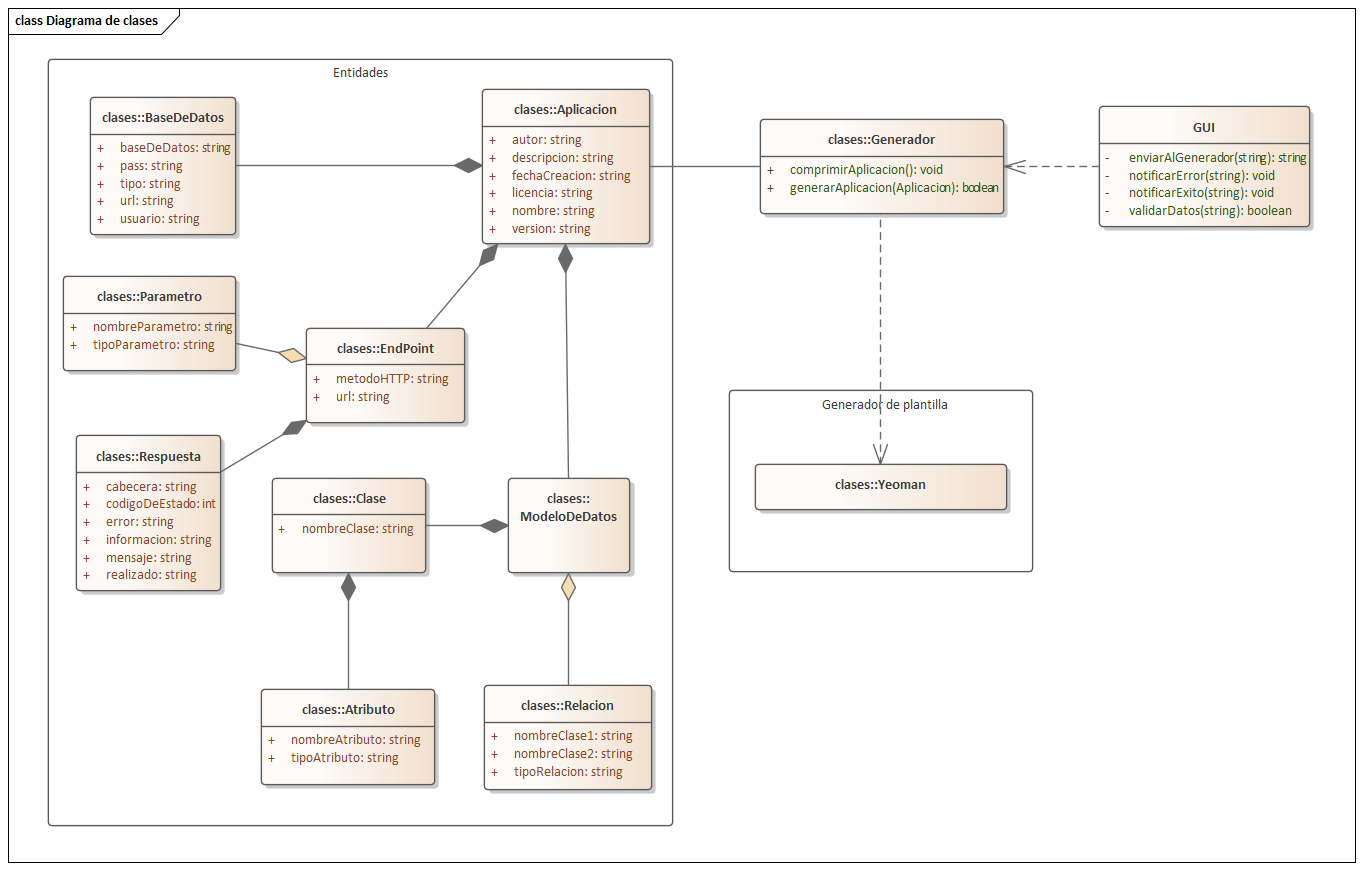 class Diagrama de clases
Entidades
clases::BaseDeDatos
+ baseDeDatos: string
+ pass: string
+ tipo: string
+ url: string
+ usuario: string
clases::Aplicacion
+ autor: string
+ descripcion: string
+ fechaCreacion: string
+ licencia: string
+ nombre: string
+ version: string
clases::Generador
+ comprimirAplicacion(): void
+ generarAplicacion(Aplicacion): boolean
GUI
- enviarAlGenerador(string): string
- notificarError(string): void
- notificarExito(string): void
- validarDatos(string): boolean
clases::Parametro
+ nombreParametro: string
+ tipoParametro: string
clases::EndPoint
+ metodoHTTP: string
+ url: string
Generador de plantilla
clases::Yeoman
clases::Respuesta
+ cabecera: string
+ codigoDeEstado: int
+ error: string
+ informacion: string
+ mensaje: string
+ realizado: string
clases::Clase
+ nombreClase: string
clases::
ModeloDeDatos
clases::Atributo
+ nombreAtributo: string
+ tipoAtributo: string
clases::Relacion
+ nombreClase1: string
+ nombreClase2: string
+ tipoRelacion: string